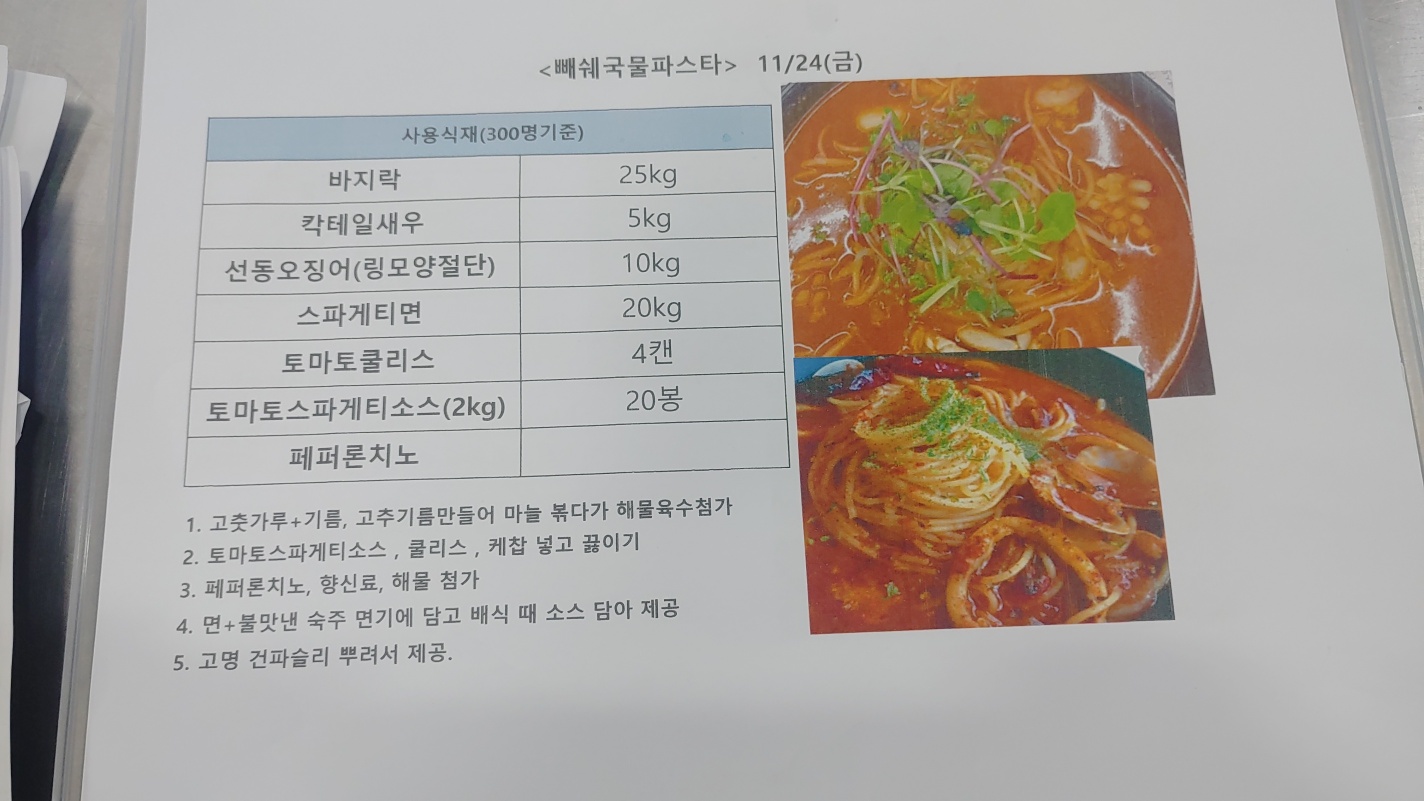 <빼쉐국물파스타> 11/24(금)
사용식재(300명기준)
바지락 25kg
칵테일새우 5kg
선동오징어(링모양절단) 10kg
스파게티면 20kg
토마토쿨리스 4캔
토마토스파게티소스(2kg) 20봉
페퍼론치노
1. 고춧가루+기름, 고추기름만들어 마늘 볶다가 해물육수첨가
2. 토마토스파게티소스 , 쿨리스 , 케찹 넣고 끓이기
3. 페퍼론치노, 향신료, 해물 첨가
4. 면+불맛낸 숙주 면기에 담고 배식 때 소스 담아 제공
5. 고명 건파슬리 뿌려서 제공.